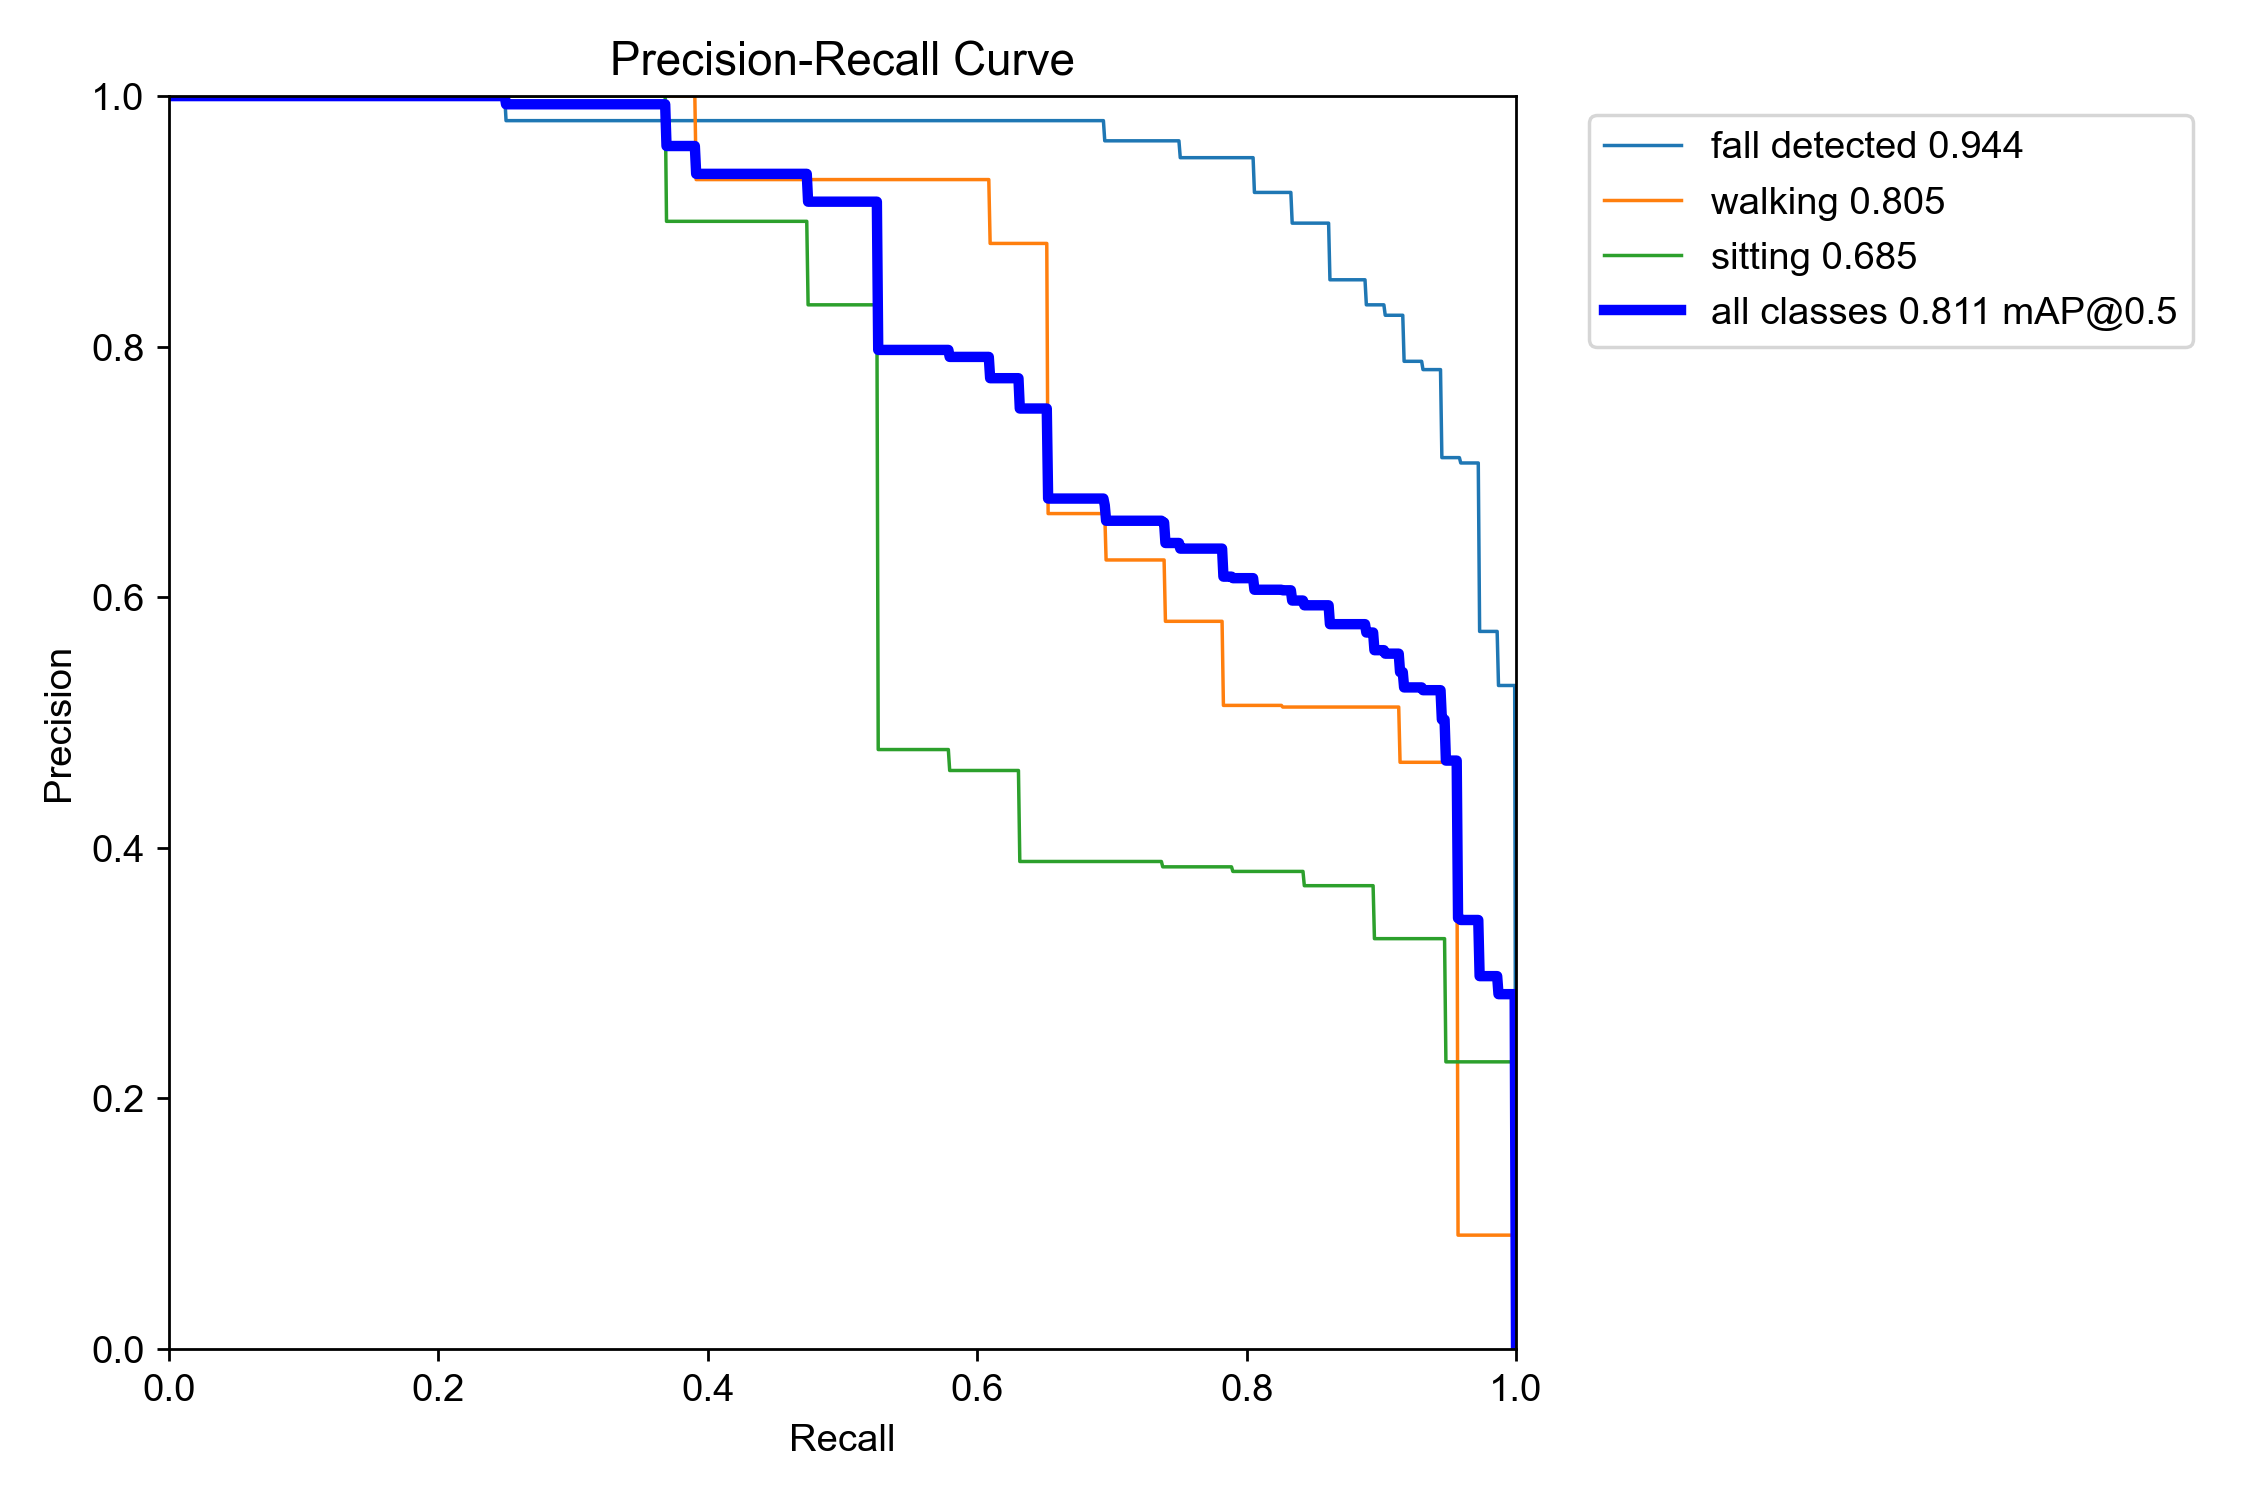 Precision-Recall Curve
1.0
0.8
0.6
0.4
0.2
0.0
Precision
0.0 0.2 0.4 0.6 0.8 1.0
Recall
fall detected 0.944
walking 0.805
sitting 0.685
all classes 0.811 mAP@0.5